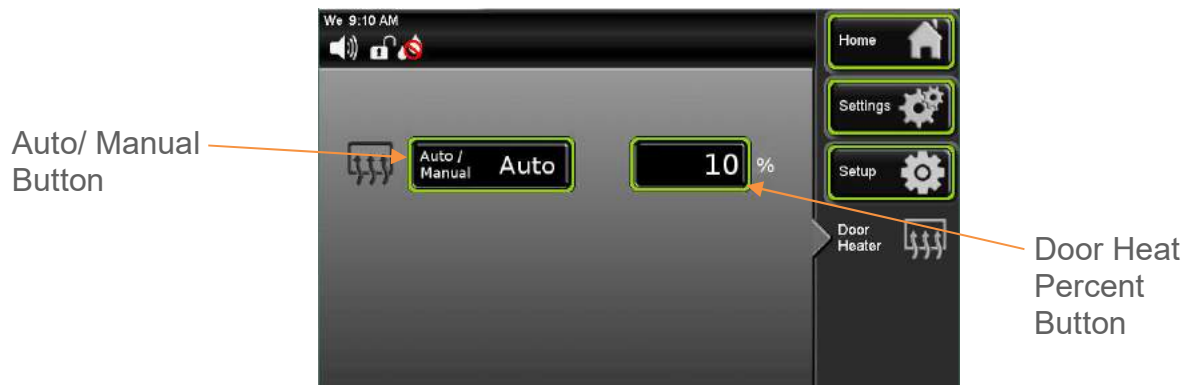 We 9:10 AM
Home
Settings
Auto/ Manual
Button
Auto /
Manual
Auto
10 %
Setup
Door
Heater
Door Heat
Percent
Button